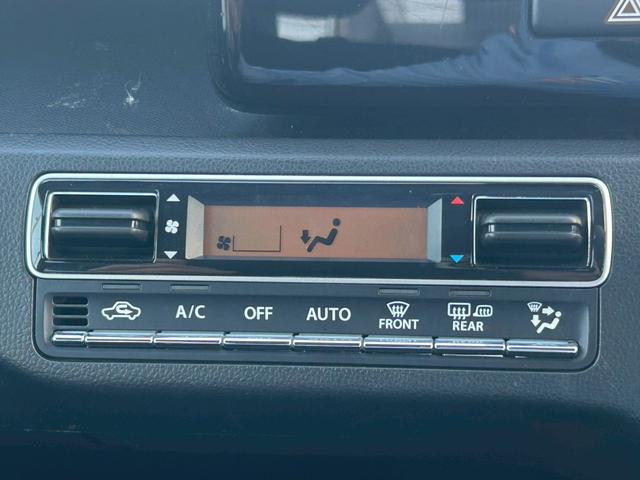 A/C OFF AUTO FRONT REAR